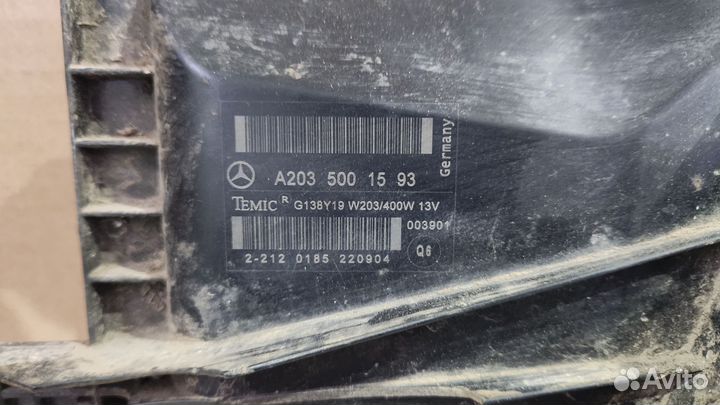 Germany
A203 500 15 93
TEMIC R G138Y19 W203/400W 13V
003901
2-212 0185 220904
Q6
Avito